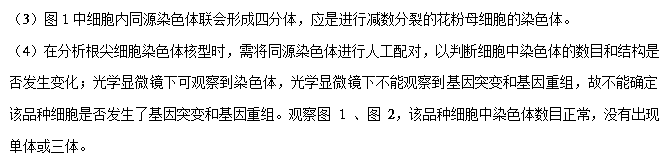 （3）图1中细胞内同源染色体联会形成四分体，应是进行减数分裂的花粉母细胞的染色体。
（4）在分析根尖细胞染色体核型时，需将同源染色体进行人工配对，以判断细胞中染色体的数目和结构是
否发生变化；光学显微镜下可观察到染色体，光学显微镜下不能观察到基因突变和基因重组，故不能确定
该品种细胞是否发生了基因突变和基因重组。观察图 1 、图 2，该品种细胞中染色体数目正常，没有出现
单体或三体。